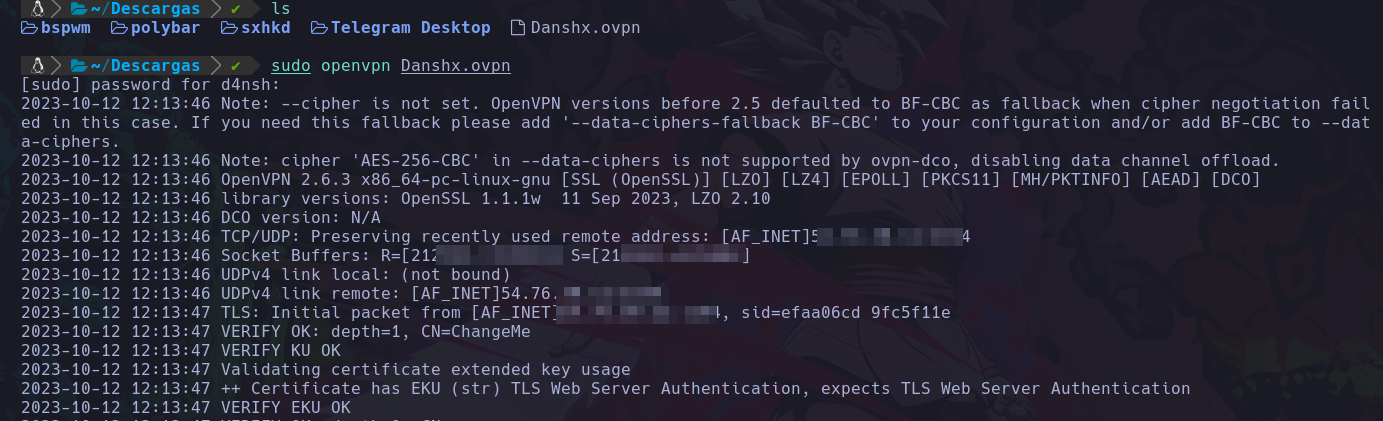 ~/Descargas ✔ ls
bspwm polybar sxhkd Telegram Desktop Danshx.ovpn
~/Descargas ✔ sudo openvpn Danshx.ovpn
[sudo] password for d4nsh:
2023-10-12 12:13:46 Note: --cipher is not set. OpenVPN versions before 2.5 defaulted to BF-CBC as fallback when cipher negotiation fail
ed in this case. If you need this fallback please add '--data-ciphers-fallback BF-CBC' to your configuration and/or add BF-CBC to --dat
a-ciphers.
2023-10-12 12:13:46 Note: cipher 'AES-256-CBC' in --data-ciphers is not supported by ovpn-dco, disabling data channel offload.
2023-10-12 12:13:46 OpenVPN 2.6.3 x86_64-pc-linux-gnu [SSL (OpenSSL)] [LZO] [LZ4] [EPOLL] [PKCS11] [MH/PKTINFO] [AEAD] [DCO]
2023-10-12 12:13:46 library versions: OpenSSL 1.1.1w  11 Sep 2023, LZO 2.10
2023-10-12 12:13:46 DCO version: N/A
2023-10-12 12:13:46 TCP/UDP: Preserving recently used remote address: [AF_INET]5 4
2023-10-12 12:13:46 Socket Buffers: R=[212 S=[21 ]
2023-10-12 12:13:46 UDPv4 link local: (not bound)
2023-10-12 12:13:46 UDPv4 link remote: [AF_INET]54.76.
2023-10-12 12:13:47 TLS: Initial packet from [AF_INET] 4, sid=efaa06cd 9fc5f11e
2023-10-12 12:13:47 VERIFY OK: depth=1, CN=ChangeMe
2023-10-12 12:13:47 VERIFY KU OK
2023-10-12 12:13:47 Validating certificate extended key usage
2023-10-12 12:13:47 ++ Certificate has EKU (str) TLS Web Server Authentication, expects TLS Web Server Authentication
2023-10-12 12:13:47 VERIFY EKU OK